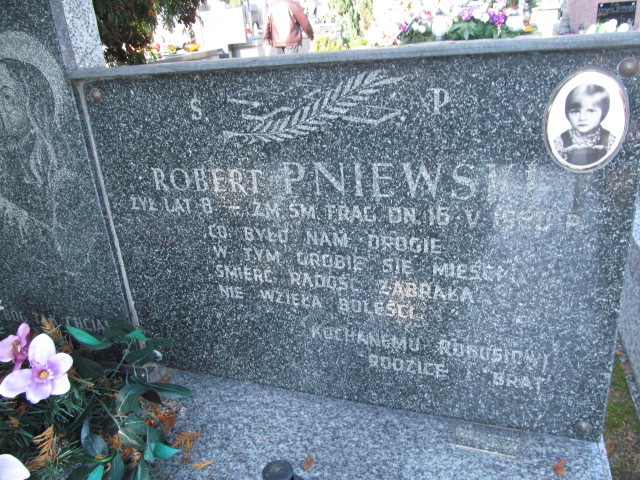 Ś P
ROBERT PNIEWSKI
ŻYŁ LAT 8 – ZM. ŚM. TRAG. DN. 16 V. R.
CO BYŁO NAM DROGIE
W TYM GROBIE SIĘ
ŚMIERĆ RADOŚĆ ZABRAŁA
NIE WZIĘŁA BOLEŚCI.
KOCHANEMU ROBUSIOWI
RODZICE BRAT